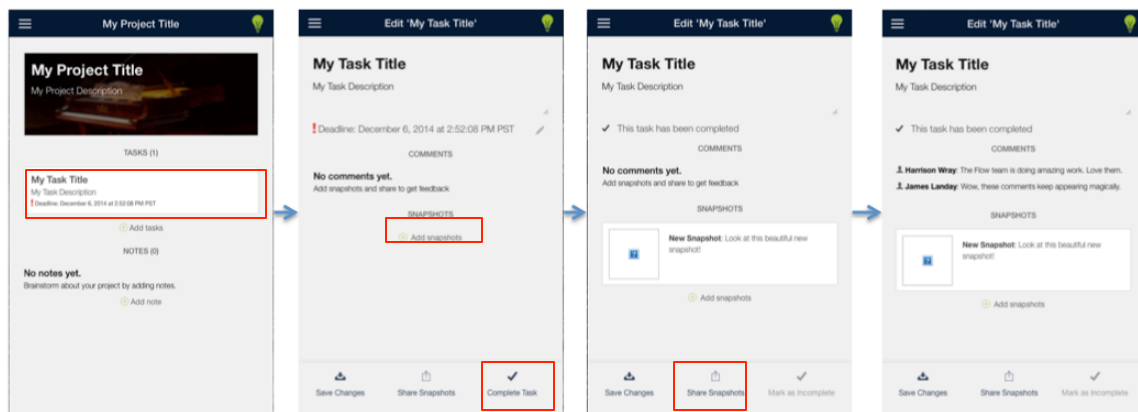 My Project Title
My Project Title
My Project Description
TASKS (1)
My Task Title
My Task Description
!Deadline: December 6, 2014 at 2:52:08 PM PST
Add tasks
NOTES (0)
No notes yet.
Brainstorm about your project by adding notes.
Add note
Edit 'My Task Title'
My Task Title
My Task Description
!Deadline: December 6, 2014 at 2:52:08 PM PST
COMMENTS
No comments yet.
Add snapshots and share to get feedback
SNAPSHOTS
Add snapshots
Save Changes
Share Snapshots
Complete Task
Edit 'My Task Title'
My Task Title
My Task Description
This task has been completed
COMMENTS
No comments yet.
Add snapshots and share to get feedback
SNAPSHOTS
New Snapshot: Look at this beautiful new
snapshot!
Add snapshots
Save Changes
Share Snapshots
Mark as Incomplete
Edit 'My Task Title'
My Task Title
My Task Description
This task has been completed
COMMENTS
Harrison Wray: The Flow team is doing amazing work. Love them.
James Landay: Wow, these comments keep appearing magically.
SNAPSHOTS
New Snapshot: Look at this beautiful new
snapshot!
Add snapshots
Save Changes
Share Snapshots
Mark as Incomplete